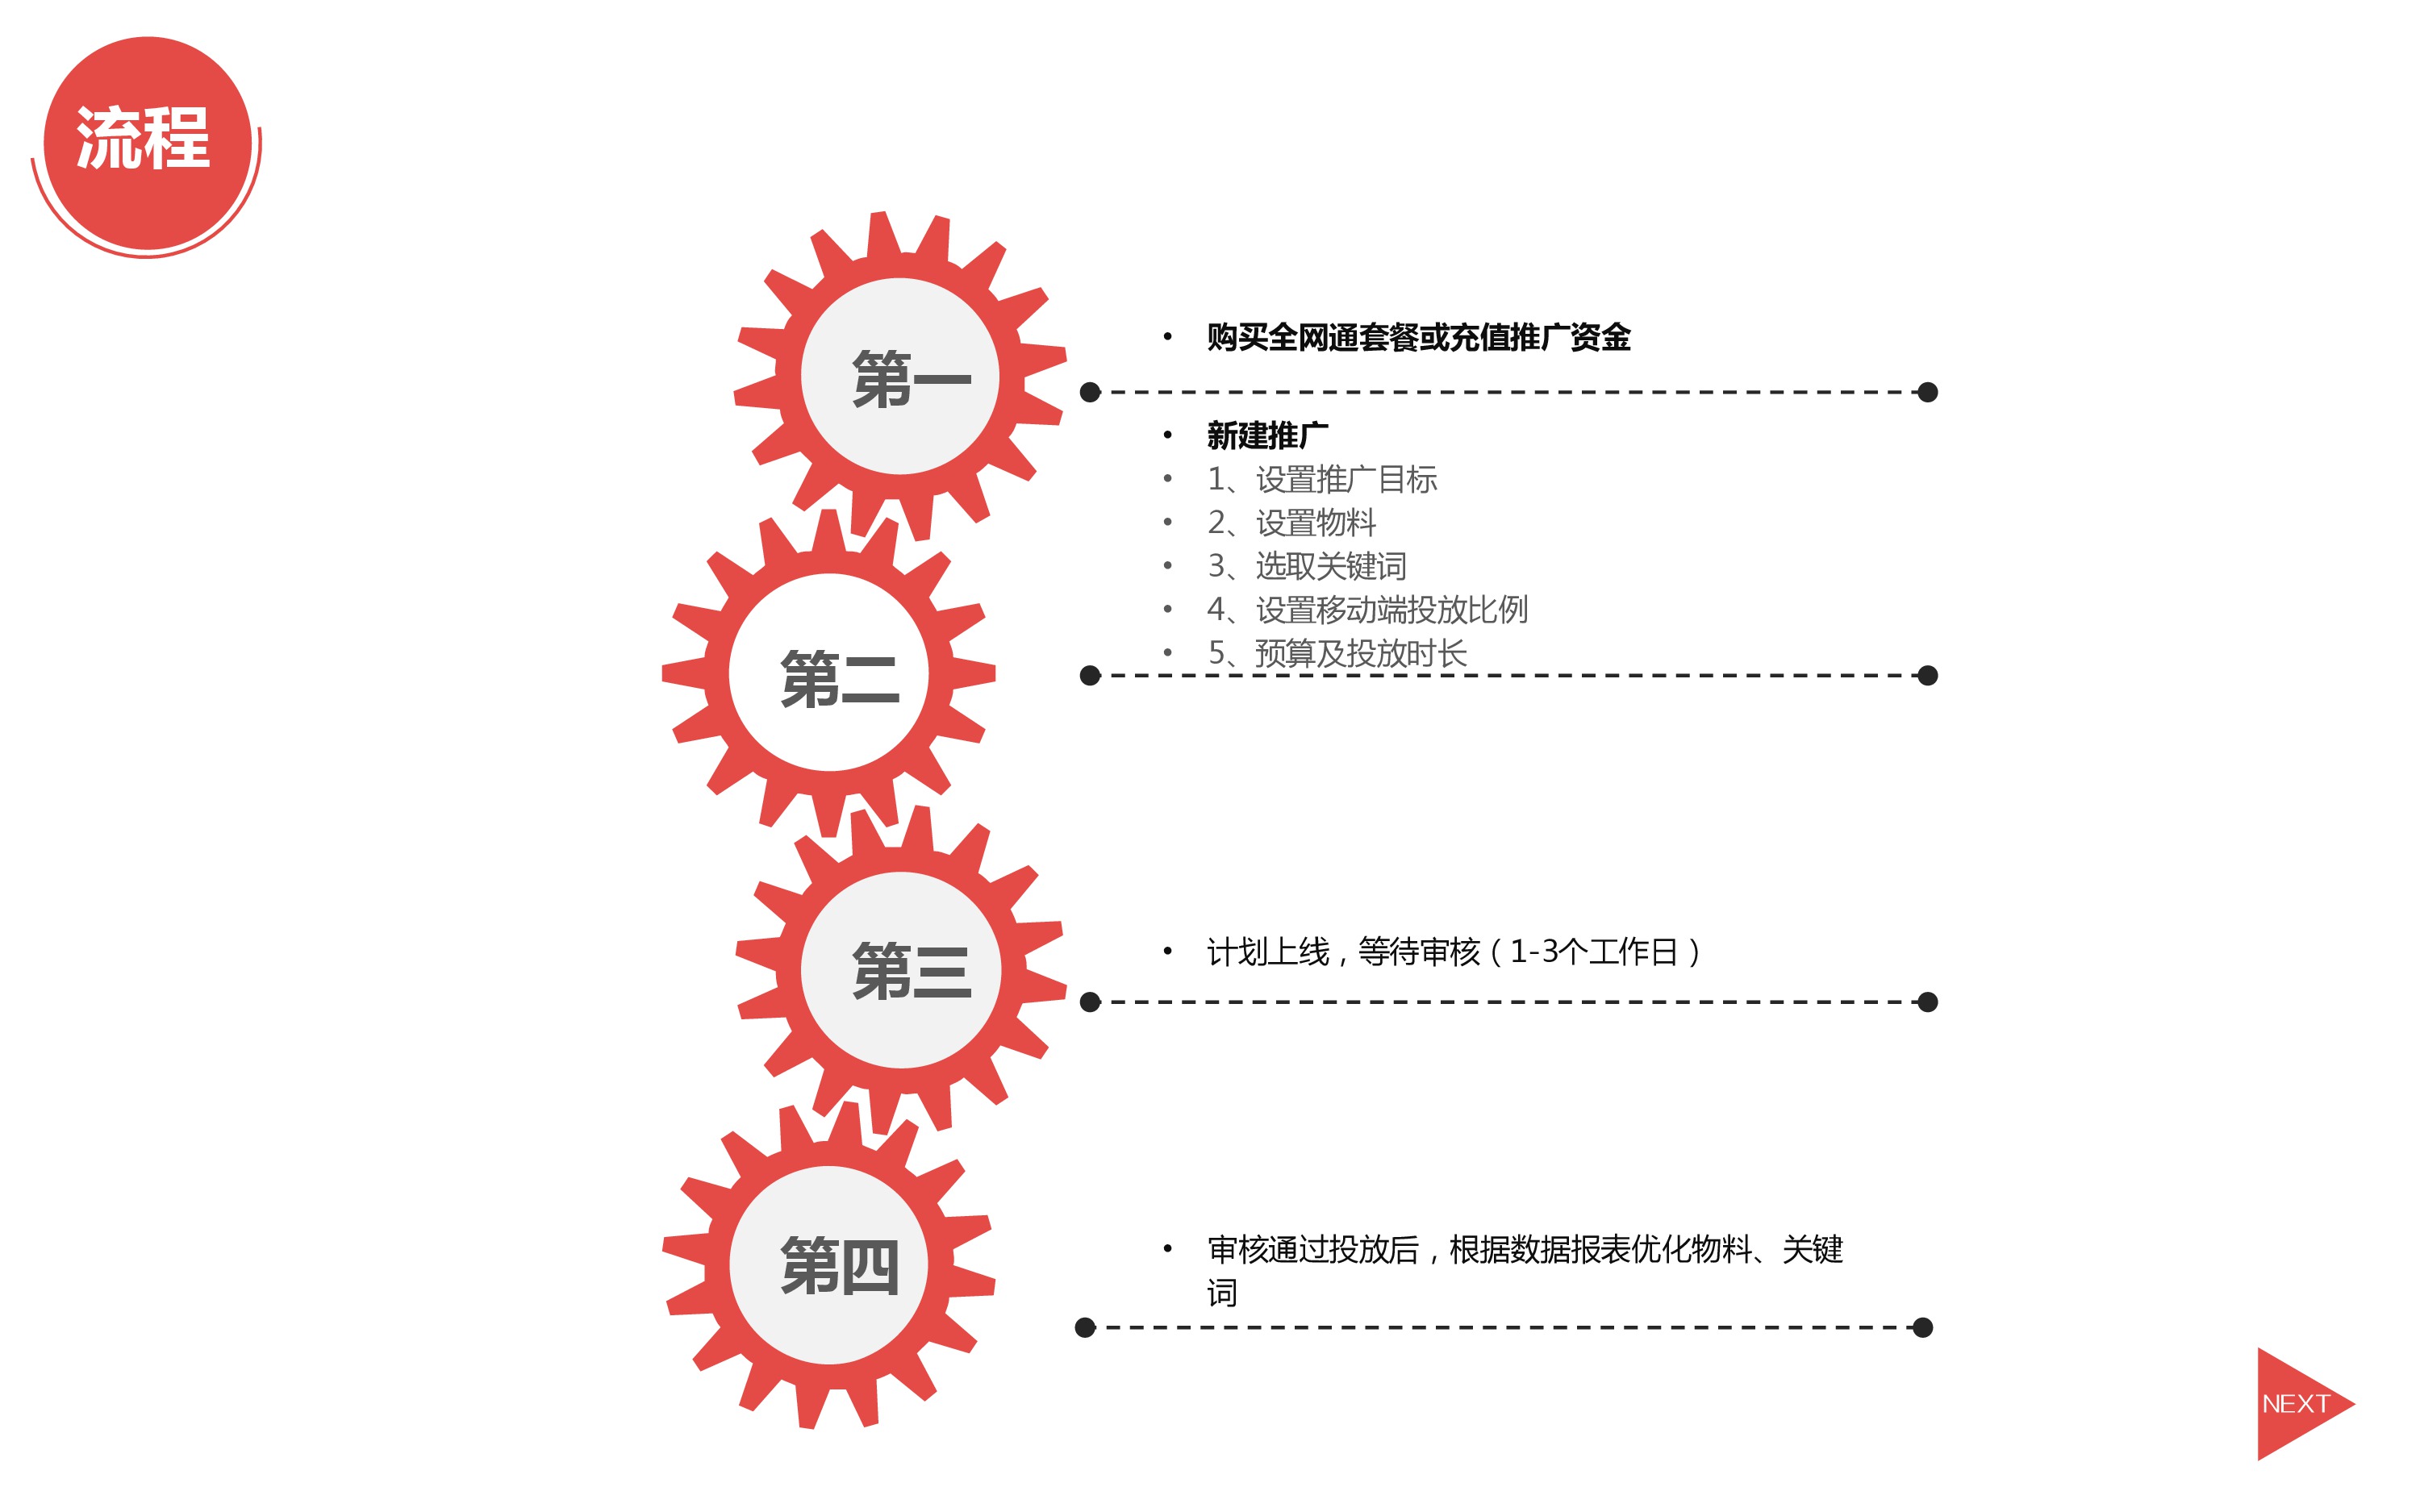 流程
第一
• 购买全网通套餐或充值推广资金
• 新建推广
• 1、设置推广目标
• 2、设置物料
• 3、选取关键词
• 4、设置移动端投放比例
• 5、预算及投放时长
第二
第三
• 计划上线，等待审核（1-3个工作日）
第四
• 审核通过投放后，根据数据报表优化物料、关键
词
NEXT